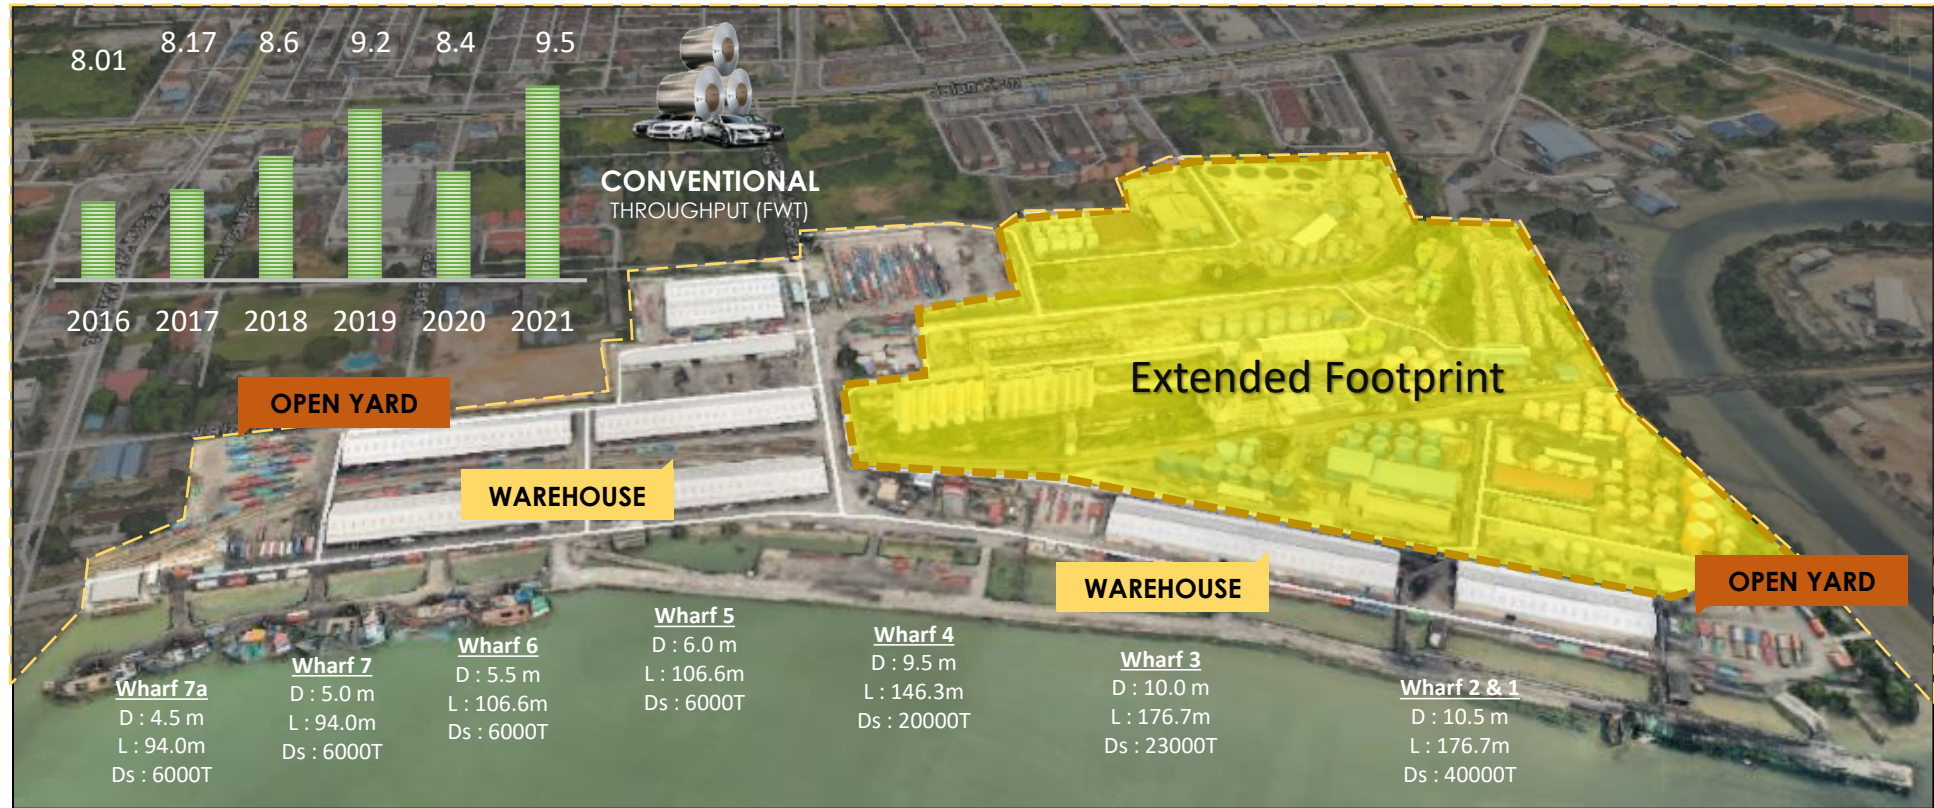 8.01
8.17
8.6
9.2
8.4
9.5
2016
2017
2018
2019
2020
2021
CONVENTIONAL
THROUGHPUT (FWT)
Extended Footprint
OPEN YARD
WAREHOUSE
WAREHOUSE
OPEN YARD
Wharf 7a
D : 4.5 m
L : 94.0m
Ds : 6000T
Wharf 7
D : 5.0 m
L : 94.0m
Ds : 6000T
Wharf 6
D : 5.5 m
L : 106.6m
Ds : 6000T
Wharf 5
D : 6.0 m
L : 106.6m
Ds : 6000T
Wharf 4
D : 9.5 m
L : 146.3m
Ds : 20000T
Wharf 3
D : 10.0 m
L : 176.7m
Ds : 23000T
Wharf 2 & 1
D : 10.5 m
L : 176.7m
Ds : 40000T